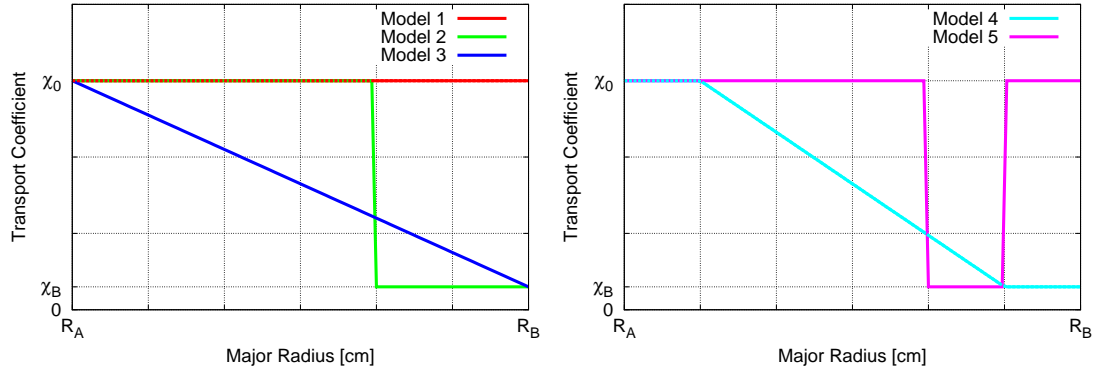 Model 1
Model 2
Model 3
χ0
χB
0
RA
RB
Transport Coefficient
Major Radius [cm]
Model 4
Model 5
χ0
χB
0
RA
RB
Transport Coefficient
Major Radius [cm]